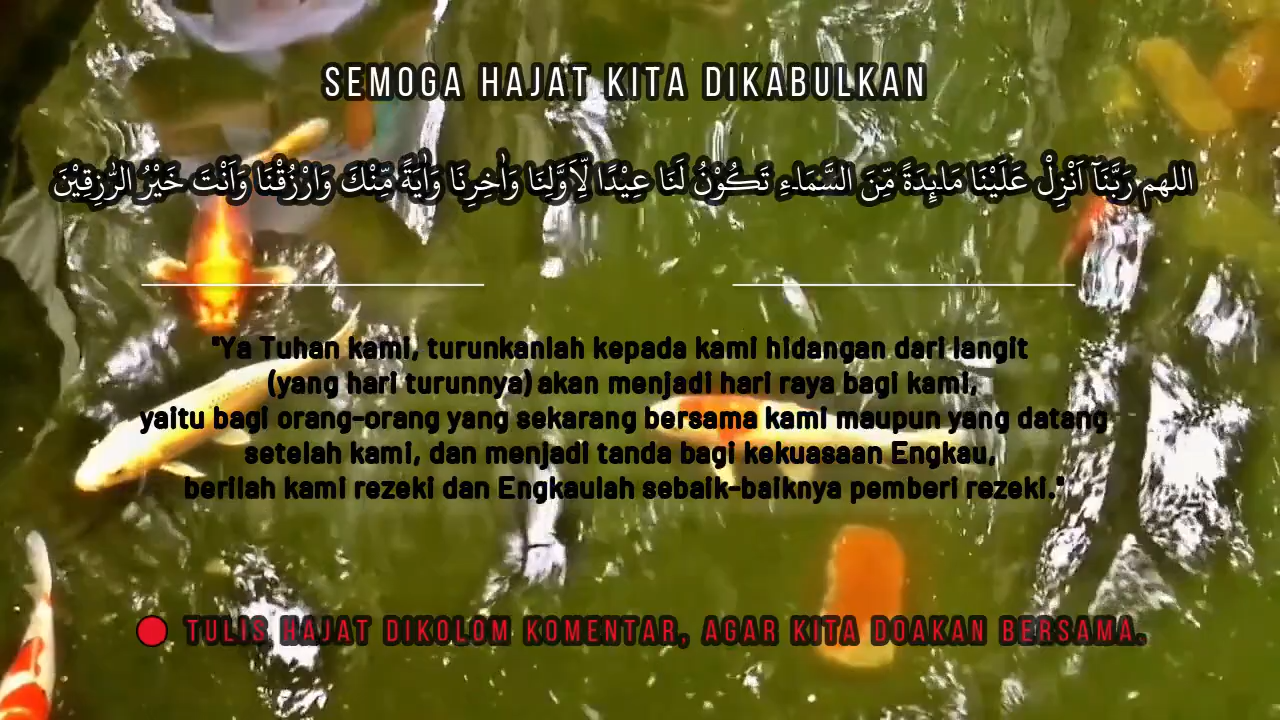 SEMOGA HAJAT KITA DIKABULKAN
اللهم رَبَّنَآ اَنْزِلْ عَلَيْنَا مَاۤىِٕدَةً مِّنَ السَّمَاۤءِ تَكُوْنُ لَنَا عِيْدًا لِّاَوَّلِنَا وَاٰخِرِنَا وَاٰيَةً مِّنْكَ وَارْزُقْنَا وَاَنْتَ خَيْرُ الرّٰزِقِيْنَ
"Ya Tuhan kami, turunkanlah kepada kami hidangan dari langit
(yang hari turunnya) akan menjadi hari raya bagi kami,
yaitu bagi orang-orang yang sekarang bersama kami maupun yang datang
setelah kami, dan menjadi tanda bagi kekuasaan Engkau,
berilah kami rezeki dan Engkaulah sebaik-baiknya pemberi rezeki."
TULIS HAJAT DIKOLOM KOMENTAR, AGAR KITA DOAKAN BERSAMA.